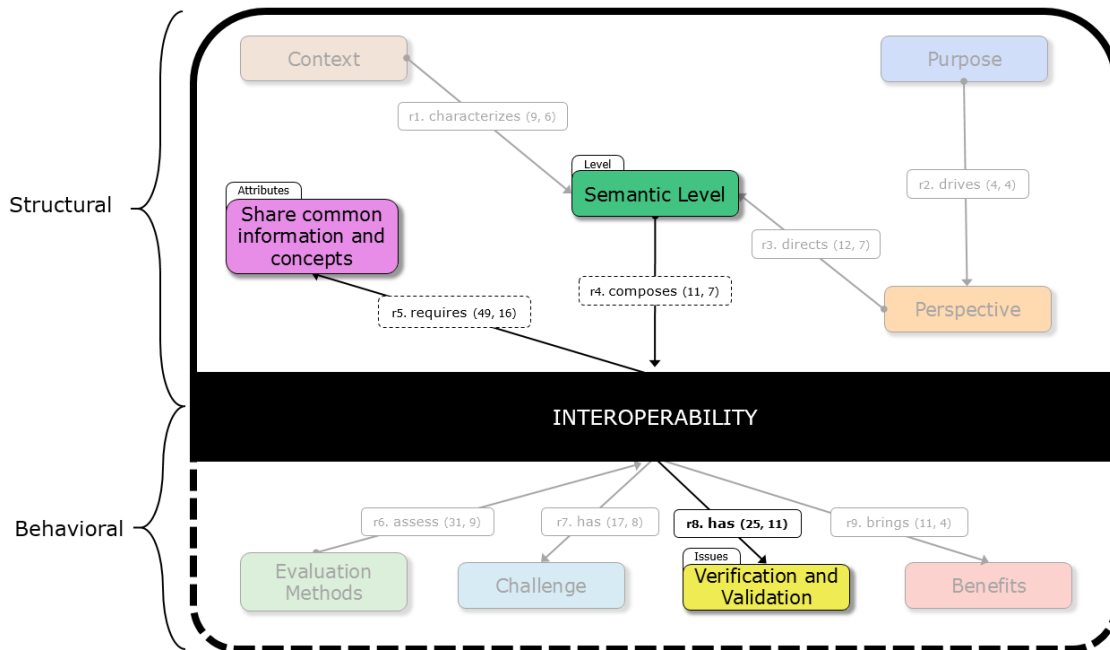 Context
Purpose
r1. characterizes (9, 6)
Level
Semantic Level
r2. drives (4, 4)
Structural
Attributes
Share common
information and
concepts
r3. directs (12, 7)
r4. composes (11, 7)
r5. requires (49, 16)
Perspective
INTEROPERABILITY
Behavioral
r6. assess (31, 9)
r7. has (17, 8)
r8. has (25, 11)
r9. brings (11, 4)
Issues
Evaluation
Methods
Challenge
Verification and
Validation
Benefits